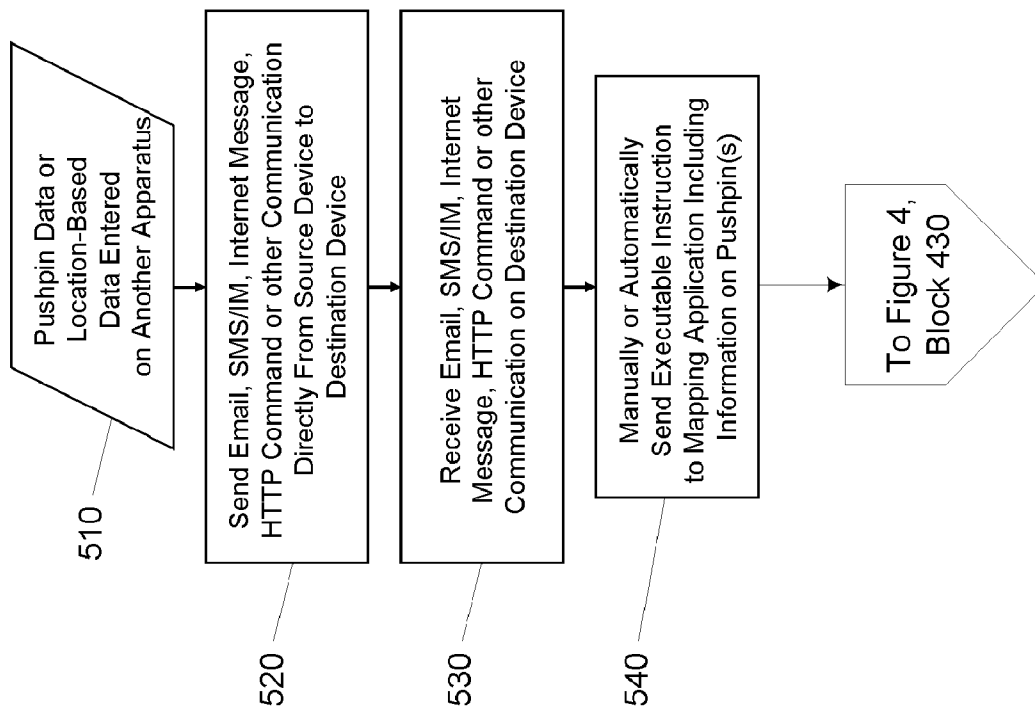 510
Pushpin Data or
Location-Based
Data Entered
on Another Apparatus
520
Send Email, SMS/IM, Internet Message,
HTTP Command or other Communication
Directly From Source Device to
Destination Device
530
Receive Email, SMS/IM, Internet
Message, HTTP Command or other
Communication on Destination Device
540
Manually or Automatically
Send Executable Instruction
to Mapping Application Including
Information on Pushpin(s)
To Figure 4,
Block 430